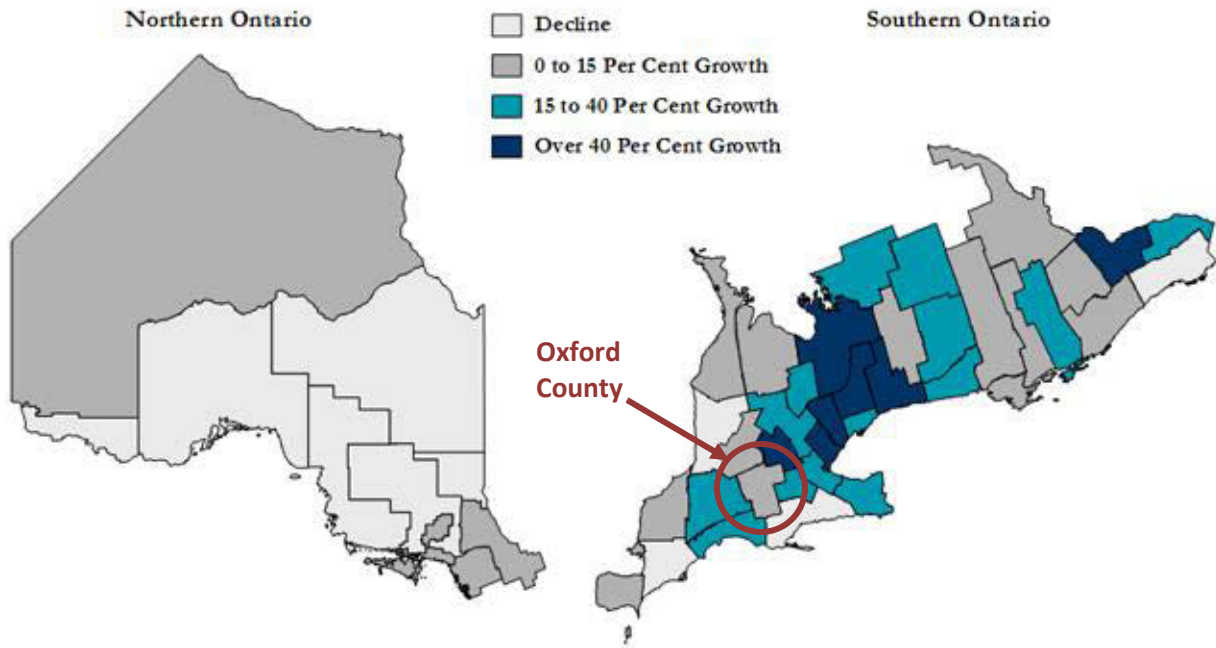 Northern Ontario
Decline
0 to 15 Per Cent Growth
15 to 40 Per Cent Growth
Over 40 Per Cent Growth
Southern Ontario
Oxford
County